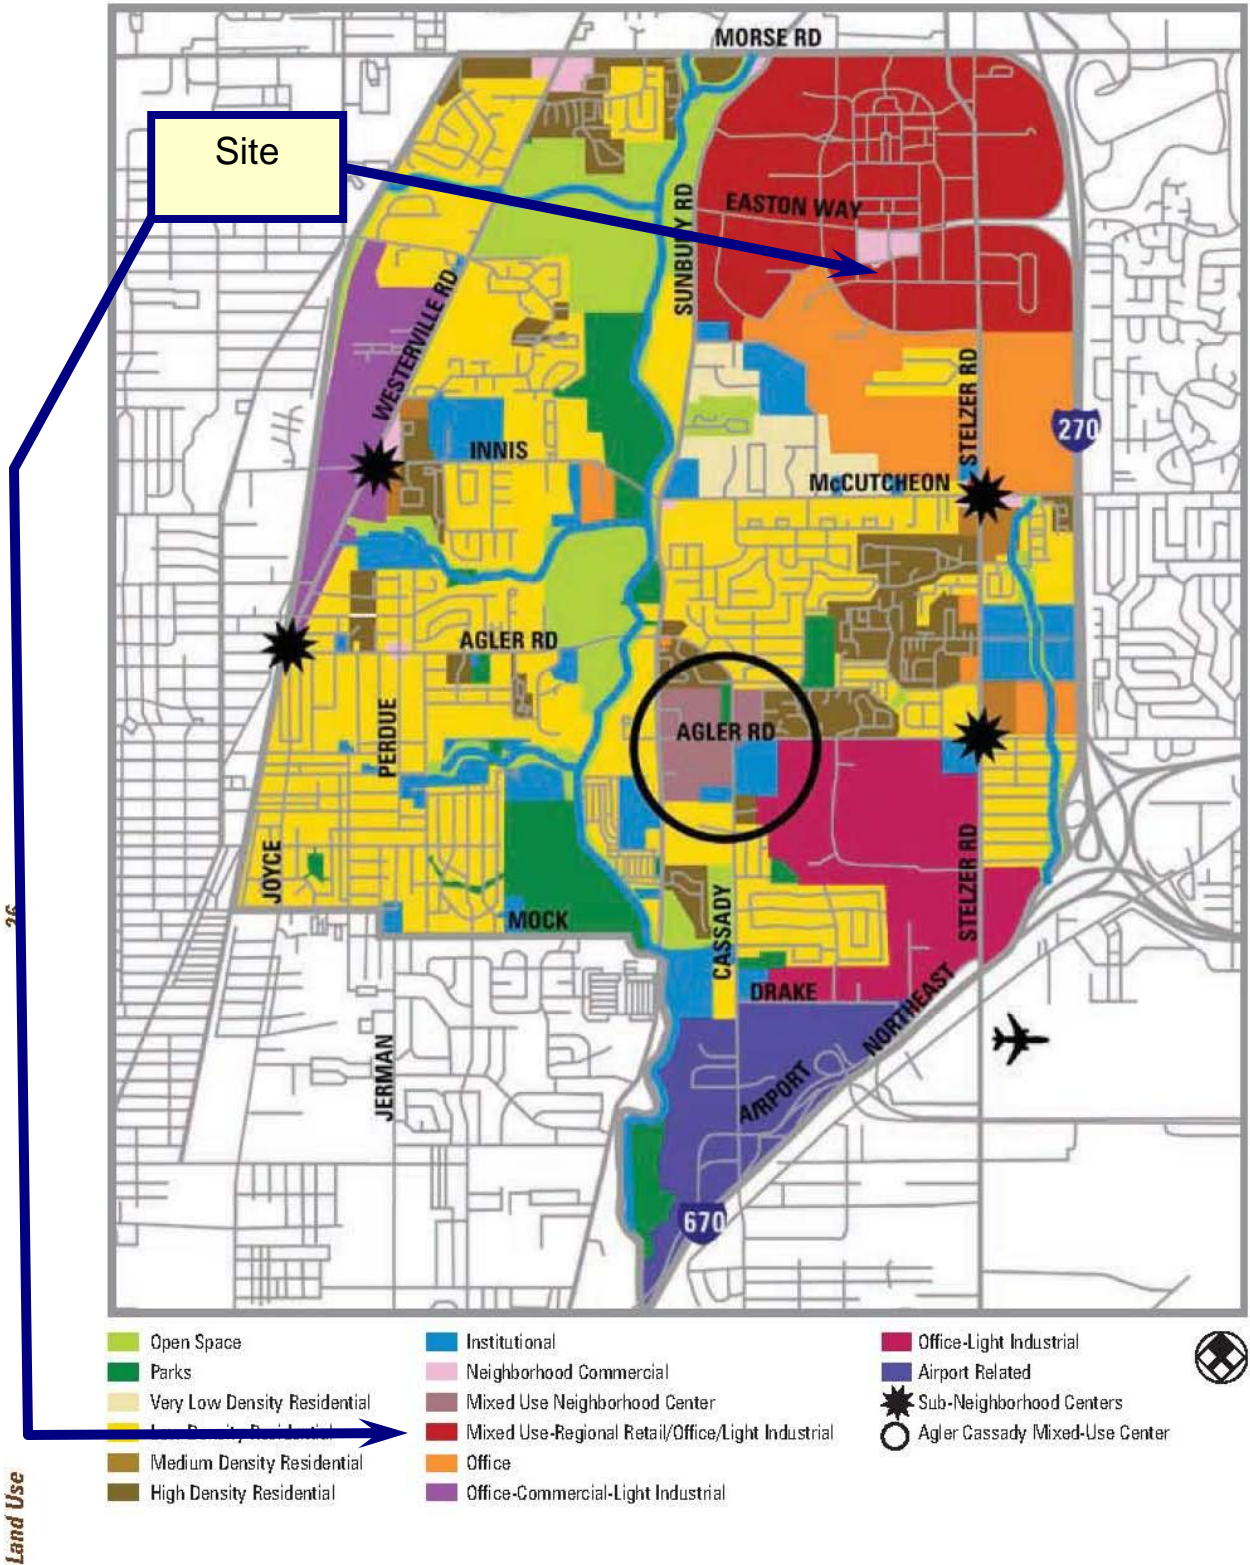 MORSE RD
Site
EASTON WAY
SUNBURY RD
WESTERVILLE RD
STELZER RD
270
INNIS
McCUTCHEON
AGLER RD
PERDUE
AGLER RD
JOYCE
MOCK
CASSADY
STELZER RD
DRAKE
NORTHEAST
JERMAN
AIRPORT
670
26
Land Use
Open Space
Parks
Very Low Density Residential
Low Density Residential
Medium Density Residential
High Density Residential
Institutional
Neighborhood Commercial
Mixed Use Neighborhood Center
Mixed Use-Regional Retail/Office/Light Industrial
Office
Office-Commercial-Light Industrial
Office-Light Industrial
Airport Related
Sub-Neighborhood Centers
Agler Cassady Mixed-Use Center